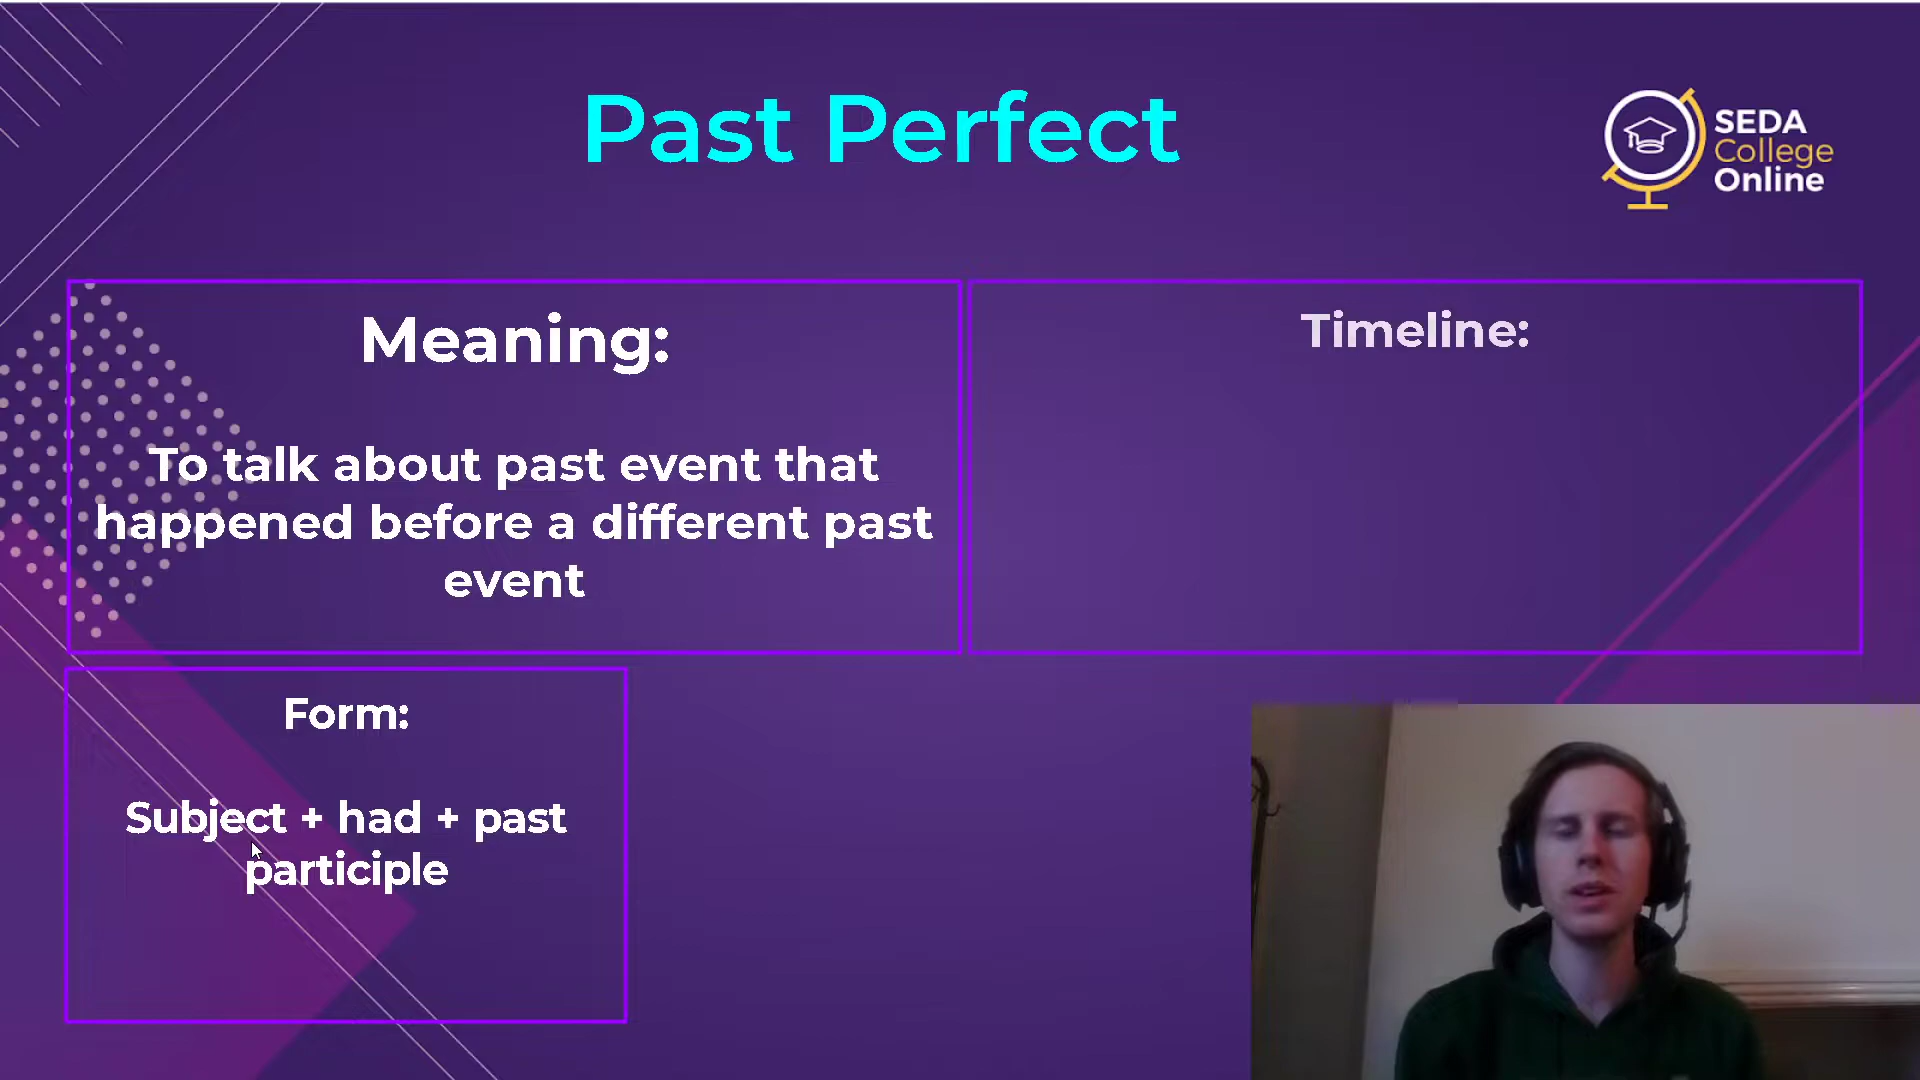 Past Perfect
SEDA
College
Online
Meaning:
To talk about past event that
happened before a different past
event
Timeline:
Form:
Subject + had + past
participle